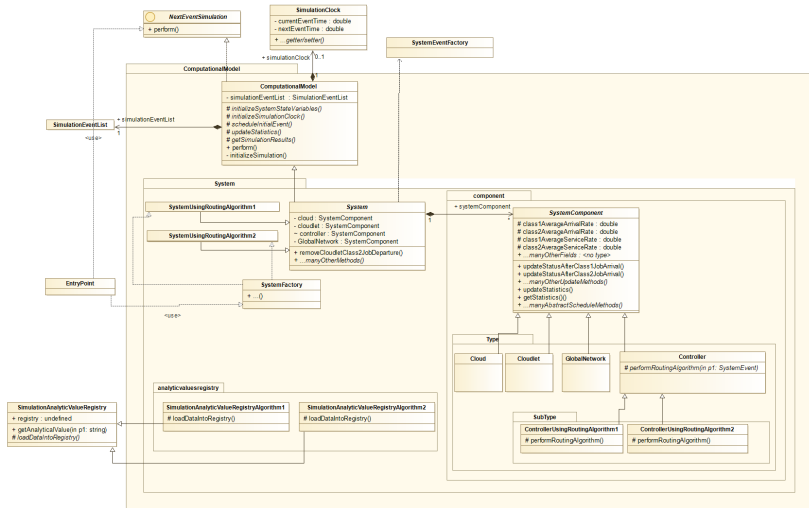 NextEventSimulation
+ perform()
SimulationClock
- currentEventTime : double
- nextEventTime : double
+ ...getter/setter()
SystemEventFactory
+ simulationClock
0..1
1
ComputationalModel
ComputationalModel
- simulationEventList : SimulationEventList
# initializeSystemStateVariables()
# initializeSimulationClock()
# scheduleInitialEvent()
# updateStatistics()
# getSimulationResults()
+ perform()
- initializeSimulation()
SimulationEventList
+ simulationEventList
1
«use»
System
SystemUsingRoutingAlgorithm1
SystemUsingRoutingAlgorithm2
System
- cloud : SystemComponent
- cloudlet : SystemComponent
~ controller : SystemComponent
- GlobalNetwork : SystemComponent
+ removeCloudletClass2JobDeparture()
+ ...manyOtherMethods()
1
+ systemComponent
*
component
SystemComponent
# class1AverageArrivalRate : double
# class2AverageArrivalRate : double
# class1AverageServiceRate : double
# class2AverageServiceRate : double
+ ...manyOtherFields : <no type>
+ updateStatusAfterClass1JobArrival()
+ updateStatusAfterClass2JobArrival()
+ ...manyOtherUpdateMethods()
+ updateStatistics()
+ getStatistics()()
+ ...manyAbstractScheduleMethods()
EntryPoint
SystemFactory
+ ...()
«use»
Type
Cloud
Cloudlet
GlobalNetwork
Controller
# performRoutingAlgorithm(in p1: SystemEvent)
SubType
ControllerUsingRoutingAlgorithm1
# performRoutingAlgorithm()
ControllerUsingRoutingAlgorithm2
# performRoutingAlgorithm()
analyticvaluesregistry
SimulationAnalyticValueRegistryAlgorithm1
# loadDataIntoRegistry()
SimulationAnalyticValueRegistryAlgorithm2
# loadDataIntoRegistry()
SimulationAnalyticValueRegistry
+ registry : undefined
+ getAnalyticalValue(in p1: string)
# loadDataIntoRegistry()